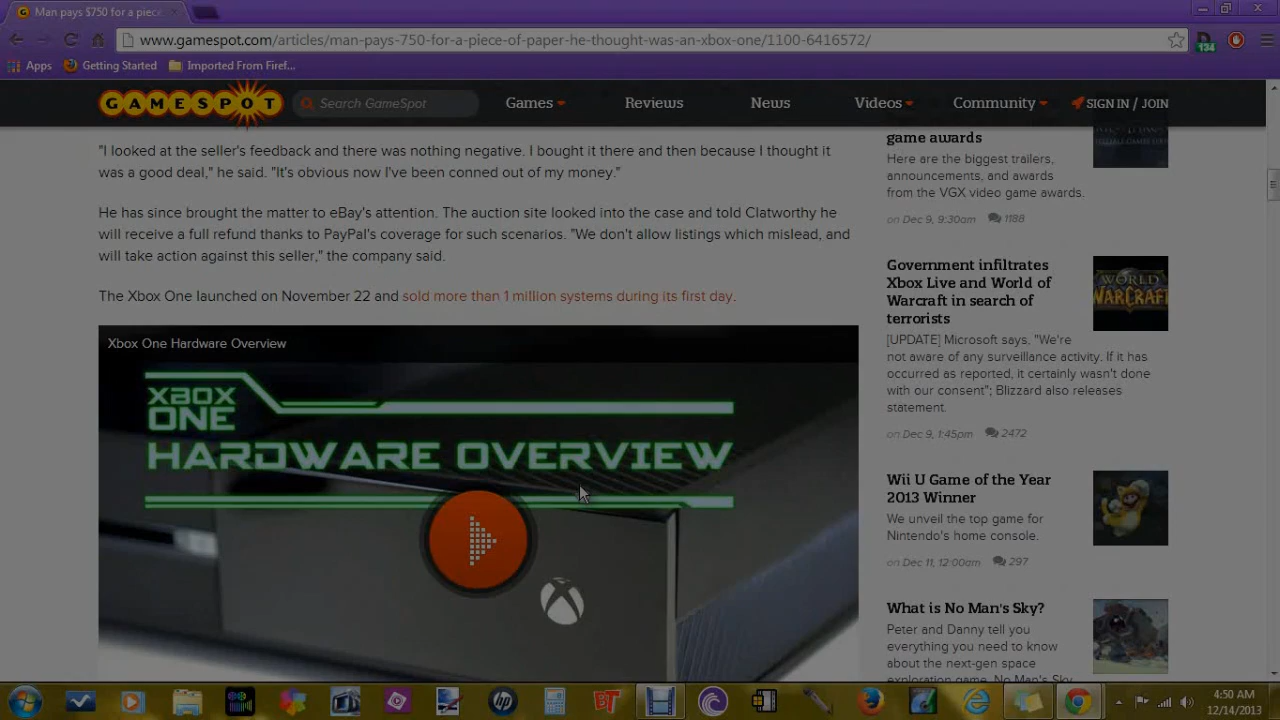 Man pays $750 for a piece
www.gamespot.com/articles/man-pays-750-for-a-piece-of-paper-he-thought-was-an-xbox-one/1100-6416572/
134
Apps Getting Started Imported From Firef...
GAMESPOT Search GameSpot Games Reviews News Videos Community SIGN IN / JOIN
"I looked at the seller's feedback and there was nothing negative. I bought it there and then because I thought it
was a good deal," he said. "It's obvious now I've been conned out of my money."
He has since brought the matter to eBay's attention. The auction site looked into the case and told Clatworthy he
will receive a full refund thanks to PayPal's coverage for such scenarios. "We don't allow listings which mislead, and
will take action against this seller," the company said.
The Xbox One launched on November 22 and sold more than 1 million systems during its first day.
Xbox One Hardware Overview
XBOX
ONE
HARDWARE OVERVIEW
game awards
Here are the biggest trailers,
announcements, and awards
from the VGX video game awards.
on Dec 9, 9:30am 1188
Government infiltrates
Xbox Live and World of
Warcraft in search of
terrorists
[UPDATE] Microsoft says, "We're
not aware of any surveillance activity. If it has
occurred as reported, it certainly wasn't done
with our consent"; Blizzard also releases
statement.
on Dec 9, 1:45pm 2472
WORLD
WARCRAFT
Wii U Game of the Year
2013 Winner
We unveil the top game for
Nintendo's home console.
on Dec 11, 12:00am 297
What is No Man's Sky?
Peter and Danny tell you
everything you need to know
about the next-gen space
exploration game, No Man's Sky
hp
BT
4:50 AM
12/14/2013